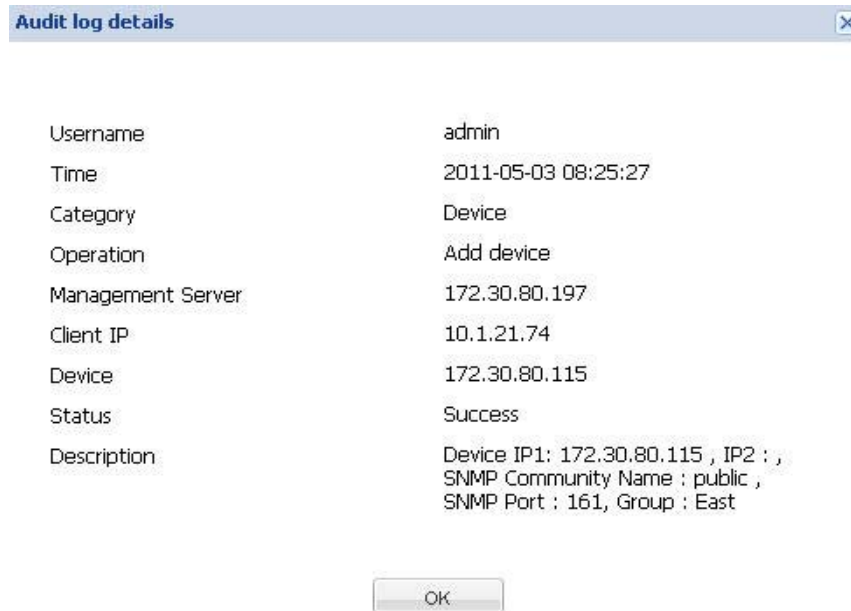 Audit log details
Username admin
Time 2011-05-03 08:25:27
Category Device
Operation Add device
Management Server 172.30.80.197
Client IP 10.1.21.74
Device 172.30.80.115
Status Success
Description Device IP1: 172.30.80.115 , IP2 : ,
SNMP Community Name : public ,
SNMP Port : 161, Group : East
OK